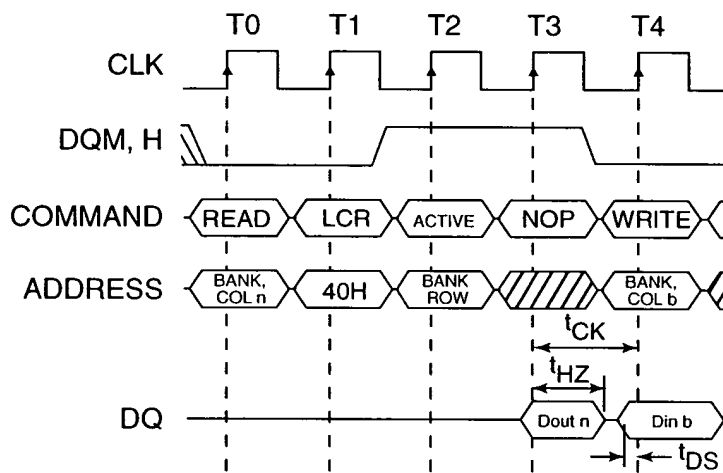 T0 T1 T2 T3 T4
CLK
DQM, H
COMMAND READ LCR ACTIVE NOP WRITE
ADDRESS BANK, COL n 40H BANK ROW BANK, COL b
tCK
tHZ
DQ Dout n Din b
tDS